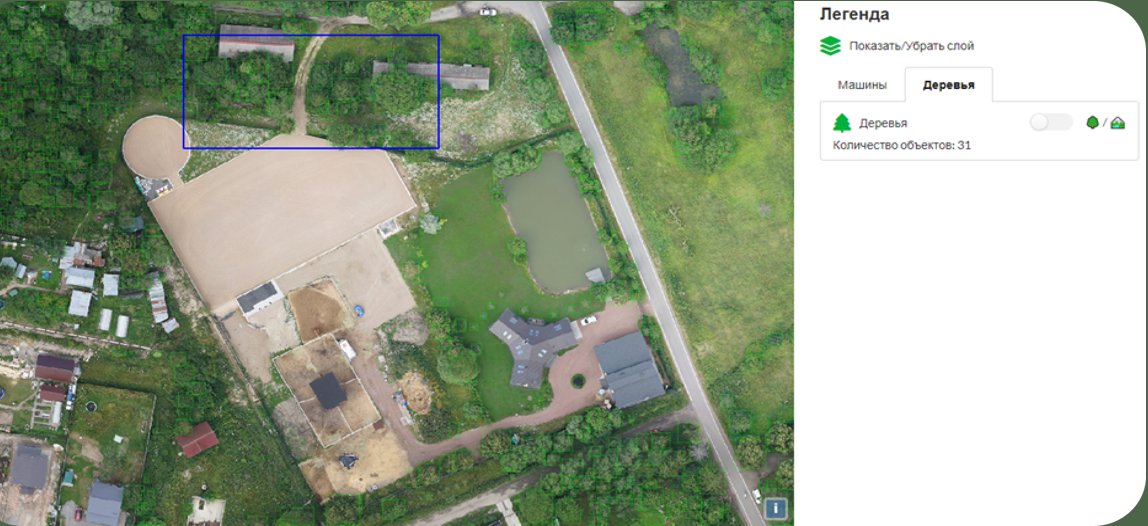 Легенда
Показать/Убрать слой
Машины
Деревья
Деревья
/
Количество объектов: 31
i